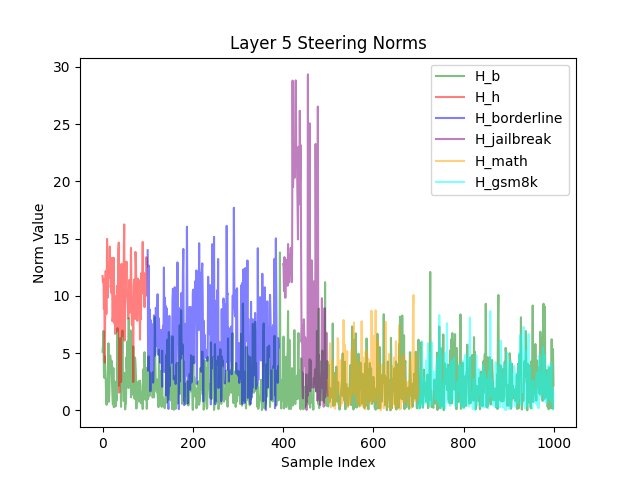 Layer 5 Steering Norms
30
25
20
15
10
5
0
Norm Value
H_b
H_h
H_borderline
H_jailbreak
H_math
H_gsm8k
0 200 400 600 800 1000
Sample Index